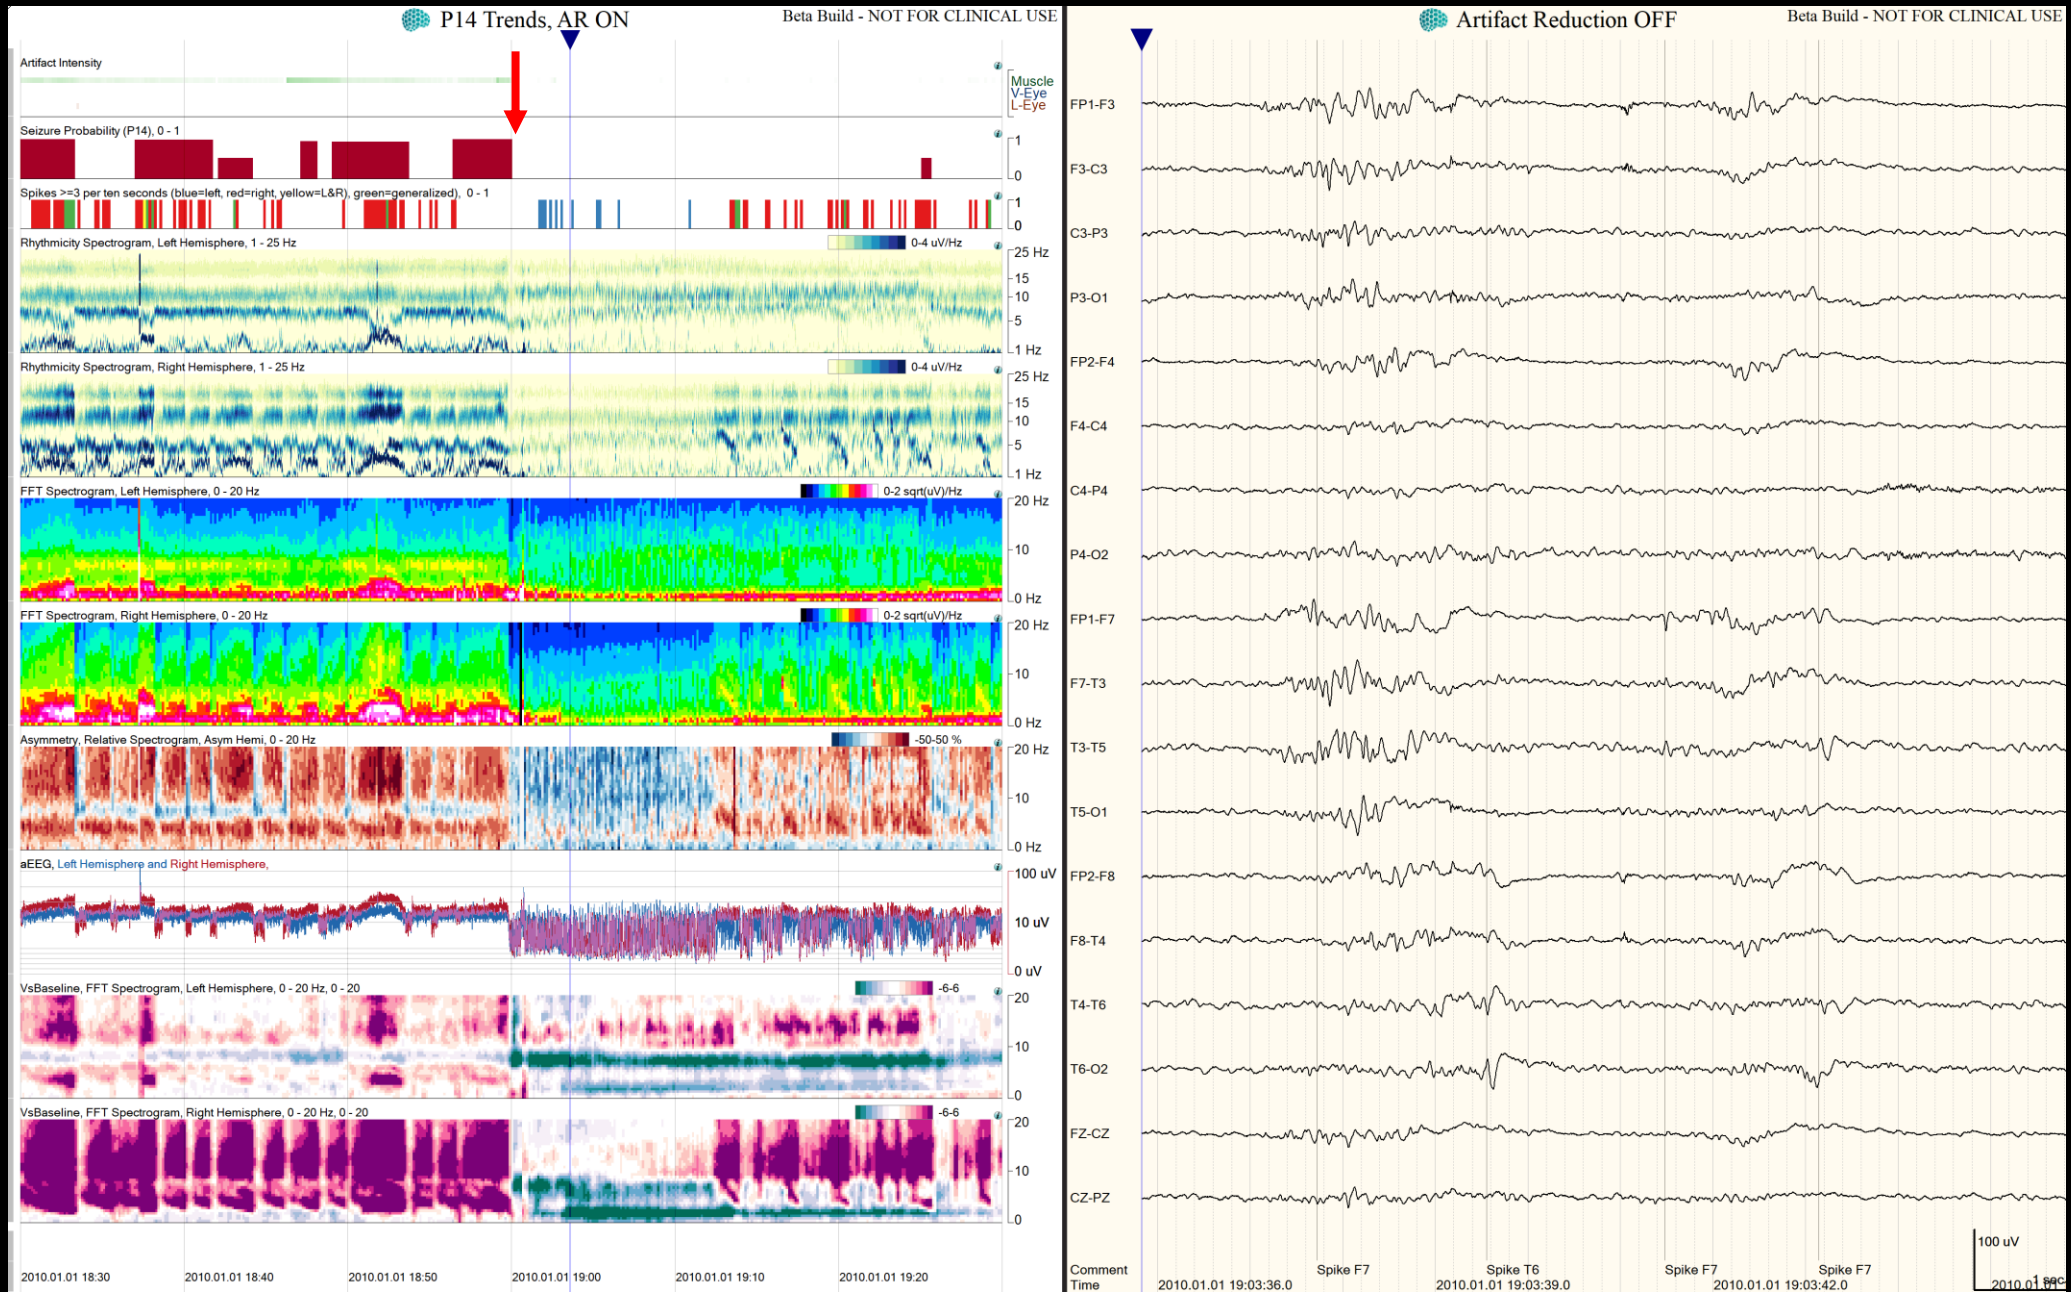 P14 Trends, AR ON
Beta Build - NOT FOR CLINICAL USE
Artifact Intensity
Muscle
V-Eye
L-Eye
Seizure Probability (P14), 0 - 1
1
0
Spikes >=3 per ten seconds (blue=left, red=right, yellow=L&R), green=generalized), 0 - 1
1
0
Rhythmicity Spectrogram, Left Hemisphere, 1 - 25 Hz
0-4 uV/Hz
25 Hz
15
10
5
1 Hz
Rhythmicity Spectrogram, Right Hemisphere, 1 - 25 Hz
0-4 uV/Hz
25 Hz
15
10
5
1 Hz
FFT Spectrogram, Left Hemisphere, 0 - 20 Hz
0-2 sqrt(uV)/Hz
20 Hz
10
0 Hz
FFT Spectrogram, Right Hemisphere, 0 - 20 Hz
0-2 sqrt(uV)/Hz
20 Hz
10
0 Hz
Asymmetry, Relative Spectrogram, Asym Hemi, 0 - 20 Hz
-50-50 %
20 Hz
10
0 Hz
aEEG, Left Hemisphere and Right Hemisphere,
100 uV
10 uV
0 uV
VsBaseline, FFT Spectrogram, Left Hemisphere, 0 - 20 Hz, 0 - 20
-6-6
20
10
0
VsBaseline, FFT Spectrogram, Right Hemisphere, 0 - 20 Hz, 0 - 20
-6-6
20
10
0
2010.01.01 18:30 2010.01.01 18:40 2010.01.01 18:50 2010.01.01 19:00 2010.01.01 19:10 2010.01.01 19:20
Artifact Reduction OFF
Beta Build - NOT FOR CLINICAL USE
FP1-F3
F3-C3
C3-P3
P3-O1
FP2-F4
F4-C4
C4-P4
P4-O2
FP1-F7
F7-T3
T3-T5
T5-O1
FP2-F8
F8-T4
T4-T6
T6-O2
FZ-CZ
CZ-PZ
100 uV
1 sec
Comment Spike F7 Spike T6 Spike F7 Spike F7
Time 2010.01.01 19:03:36.0 2010.01.01 19:03:39.0 2010.01.01 19:03:42.0 2010.01.01